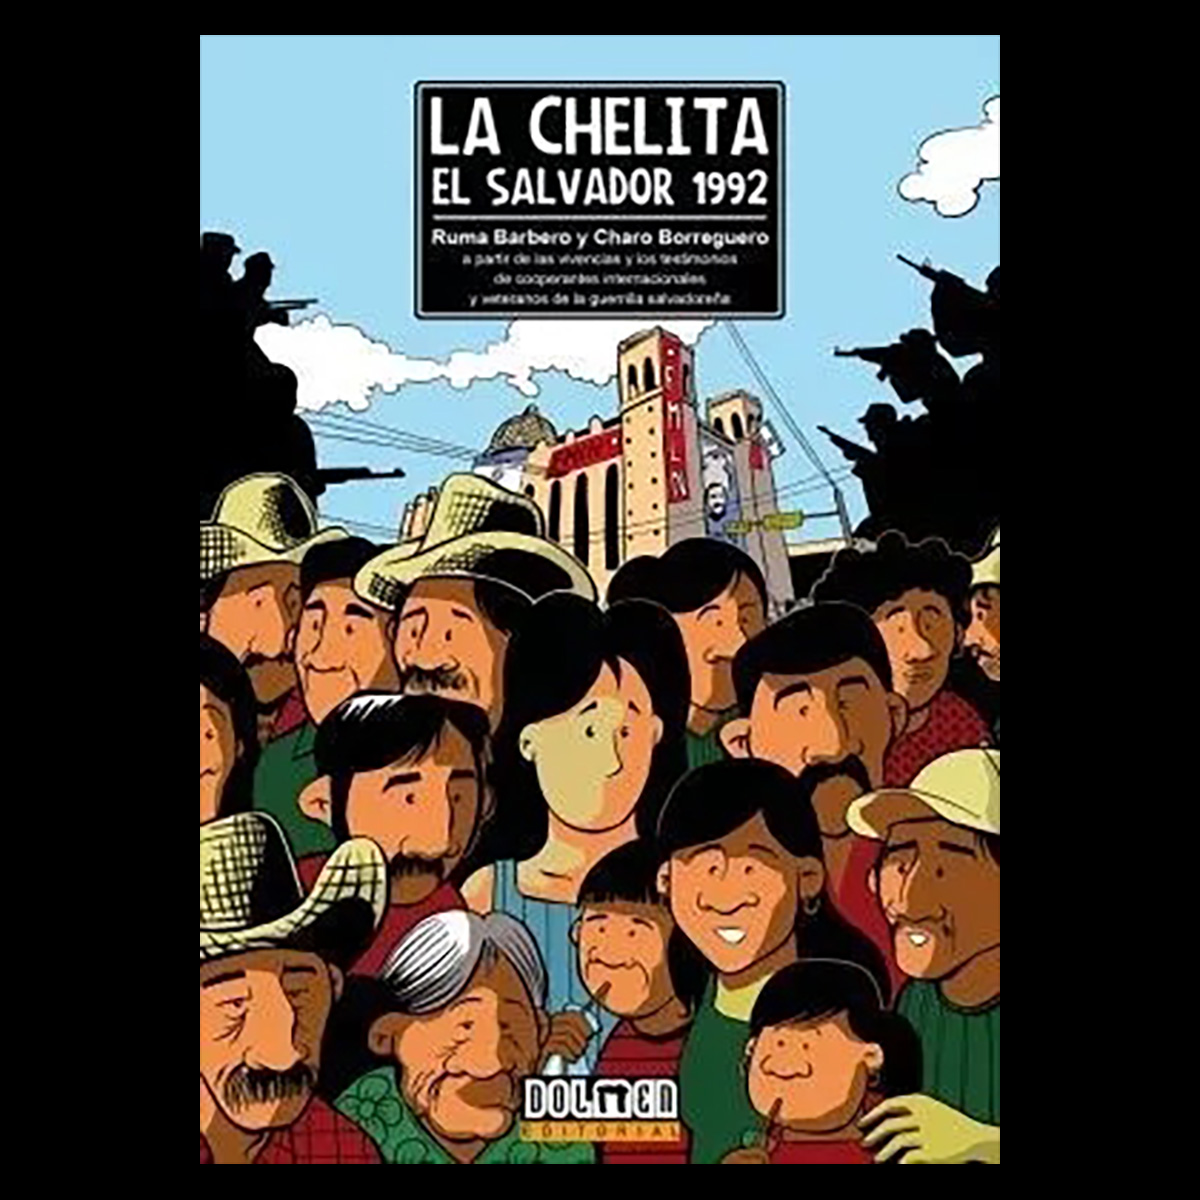 LA CHELITA
EL SALVADOR 1992
Ruma Barbero y Charo Borreguero
a partir de las vivencias y los testimonios
de cooperantes internacionales
y veteranos de la guerrilla salvadoreña
FMLN
DOLMEN
EDITORIAL